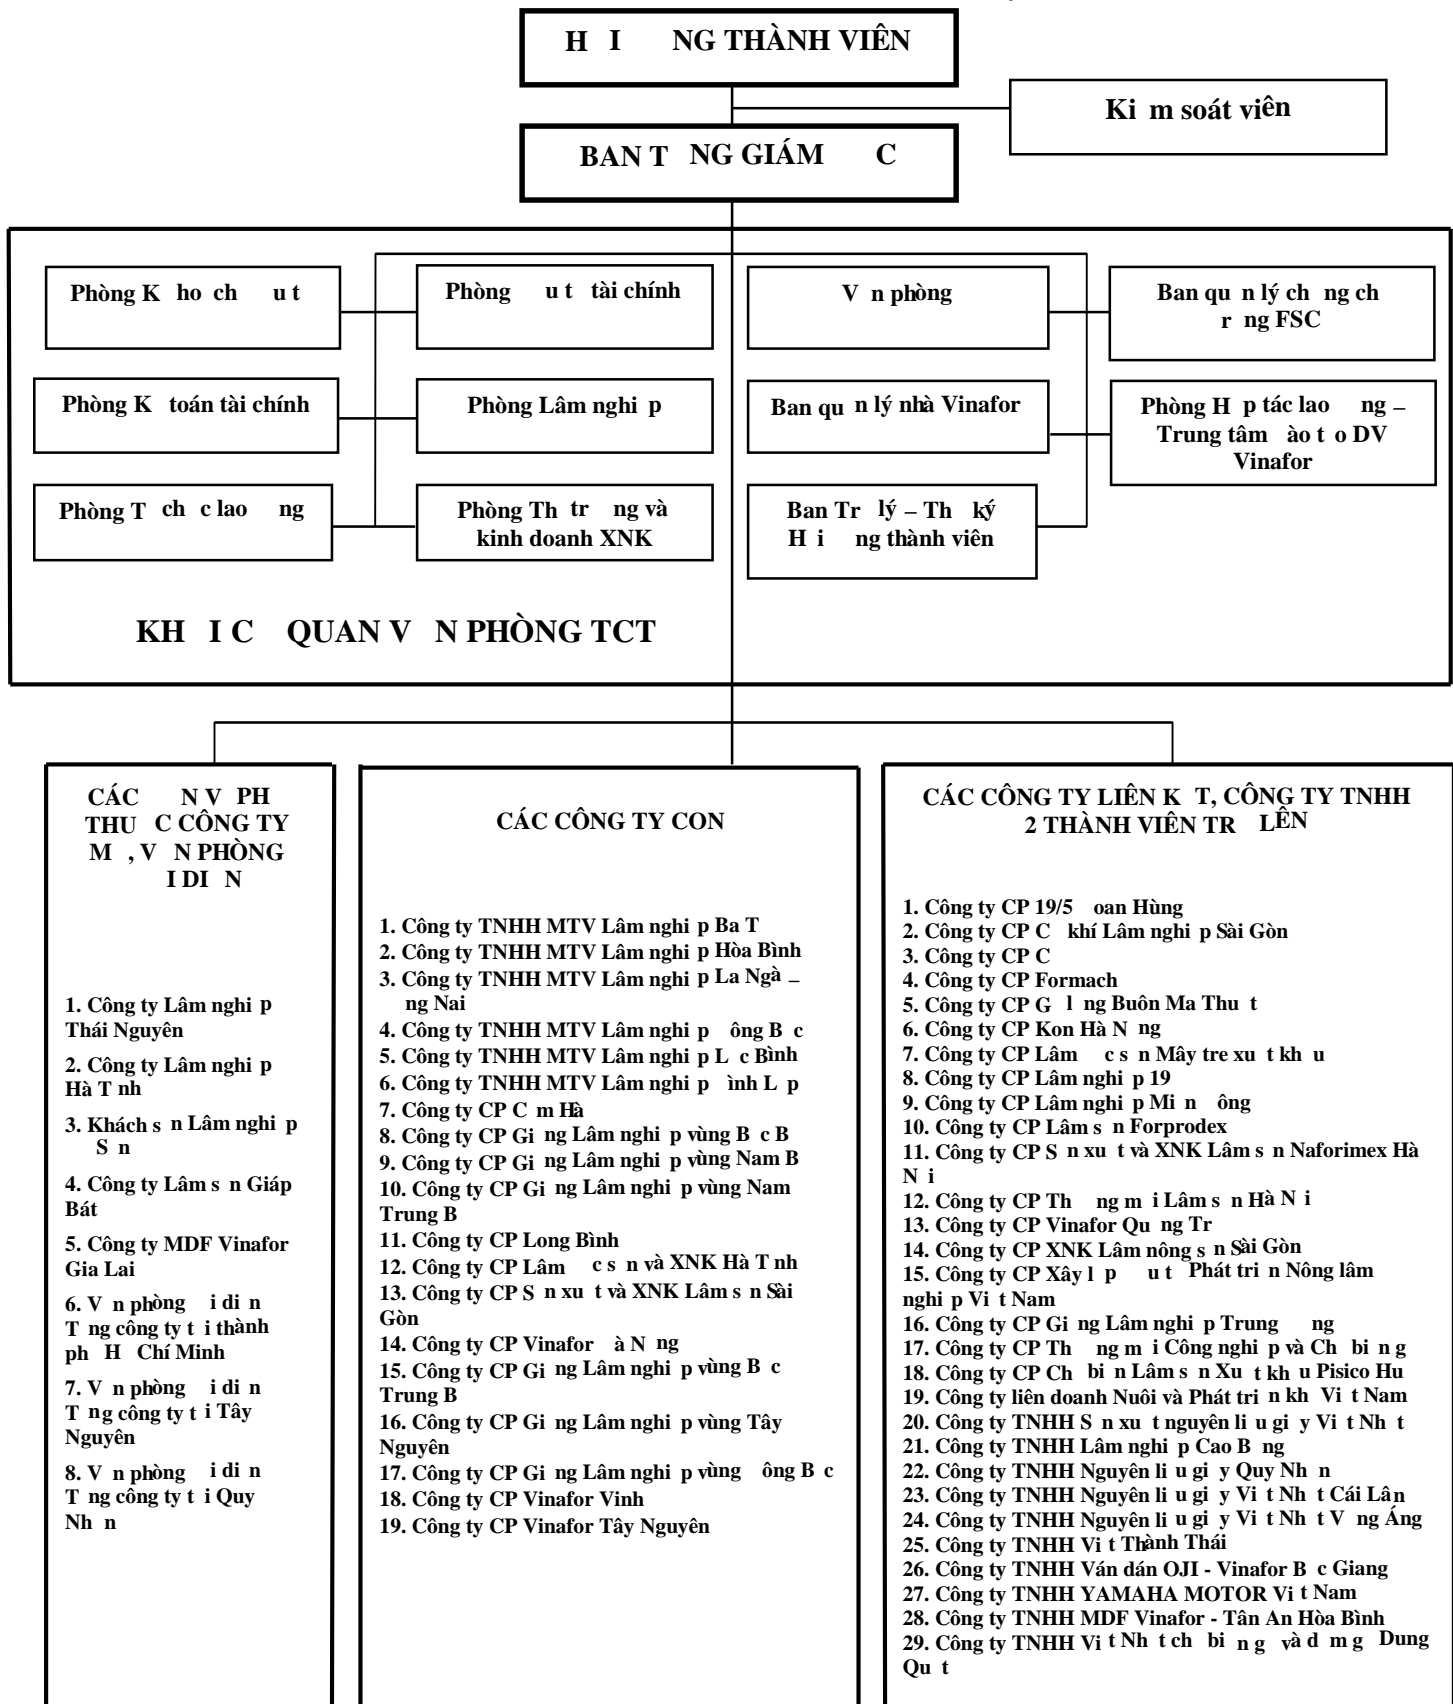 H I NG THÀNH VIÊN
Ki m soát viên
BAN T NG GIÁM C
Phòng K ho ch u t
Phòng u t tài chính
V n phòng
Ban qu n lý ch ng ch
r ng FSC
Phòng K toán tài chính
Phòng Lâm nghi p
Ban qu n lý nhà Vinafor
Phòng H p tác lao ng –
Trung tâm ào t o DV
Vinafor
Phòng T ch c lao ng
Phòng Th tr ng và
kinh doanh XNK
Ban Tr lý – Th ký
H i ng thành viên
KH I C QUAN V N PHÒNG TCT
CÁC N V PH
THU C CÔNG TY
M , V N PHÒNG
I DI N
1. Công ty Lâm nghi p
Thái Nguyên
2. Công ty Lâm nghi p
Hà T nh
3. Khách s n Lâm nghi p
S n
4. Công ty Lâm s n Giáp
Bát
5. Công ty MDF Vinafor
Gia Lai
6. V n phòng i di n
T ng công ty t i thành
ph H Chí Minh
7. V n phòng i di n
T ng công ty t i Tây
Nguyên
8. V n phòng i di n
T ng công ty t i Quy
Nh n
CÁC CÔNG TY CON
1. Công ty TNHH MTV Lâm nghi p Ba T
2. Công ty TNHH MTV Lâm nghi p Hòa Bình
3. Công ty TNHH MTV Lâm nghi p La Ngà –
ng Nai
4. Công ty TNHH MTV Lâm nghi p ông B c
5. Công ty TNHH MTV Lâm nghi p L c Bình
6. Công ty TNHH MTV Lâm nghi p ình L p
7. Công ty CP C m Hà
8. Công ty CP Gi ng Lâm nghi p vùng B c B
9. Công ty CP Gi ng Lâm nghi p vùng Nam B
10. Công ty CP Gi ng Lâm nghi p vùng Nam
Trung B
11. Công ty CP Long Bình
12. Công ty CP Lâm c s n và XNK Hà T nh
13. Công ty CP S n xu t và XNK Lâm s n Sài
Gòn
14. Công ty CP Vinafor à N ng
15. Công ty CP Gi ng Lâm nghi p vùng B c
Trung B
16. Công ty CP Gi ng Lâm nghi p vùng Tây
Nguyên
17. Công ty CP Gi ng Lâm nghi p vùng ông B c
18. Công ty CP Vinafor Vinh
19. Công ty CP Vinafor Tây Nguyên
CÁC CÔNG TY LIÊN K T, CÔNG TY TNHH
2 THÀNH VIÊN TR LÊN
1. Công ty CP 19/5 oan Hùng
2. Công ty CP C khí Lâm nghi p Sài Gòn
3. Công ty CP C
4. Công ty CP Formach
5. Công ty CP G l ng Buôn Ma Thu t
6. Công ty CP Kon Hà N ng
7. Công ty CP Lâm c s n Mây tre xu t kh u
8. Công ty CP Lâm nghi p 19
9. Công ty CP Lâm nghi p Mi n ông
10. Công ty CP Lâm s n Forprodex
11. Công ty CP S n xu t và XNK Lâm s n Naforimex Hà
N i
12. Công ty CP Th ng m i Lâm s n Hà N i
13. Công ty CP Vinafor Qu ng Tr
14. Công ty CP XNK Lâm nông s n Sài Gòn
15. Công ty CP Xây l p u t Phát tri n Nông lâm
nghi p Vi t Nam
16. Công ty CP Gi ng Lâm nghi p Trung ng
17. Công ty CP Th ng m i Công nghi p và Ch bi n g
18. Công ty CP Ch bi n Lâm s n Xu t kh u Pisico Hu
19. Công ty liên doanh Nuôi và Phát tri n kh Vi t Nam
20. Công ty TNHH S n xu t nguyên li u gi y Vi t Nh t
21. Công ty TNHH Lâm nghi p Cao B ng
22. Công ty TNHH Nguyên li u gi y Quy Nh n
23. Công ty TNHH Nguyên li u gi y Vi t Nh t Cái Lân
24. Công ty TNHH Nguyên li u gi y Vi t Nh t V ng Áng
25. Công ty TNHH Vi t Thành Thái
26. Công ty TNHH Ván dán OJI - Vinafor B c Giang
27. Công ty TNHH YAMAHA MOTOR Vi t Nam
28. Công ty TNHH MDF Vinafor - Tân An Hòa Bình
29. Công ty TNHH Vi t Nh t ch bi n g và d m g Dung
Qu t